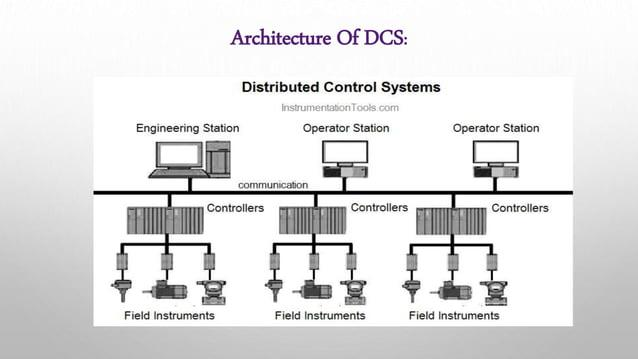 Architecture Of DCS:
Distributed Control Systems
InstrumentationTools.com
Engineering Station
Operator Station
Operator Station
communication
Controllers
Controllers
Controllers
Field Instruments
Field Instruments
Field Instruments